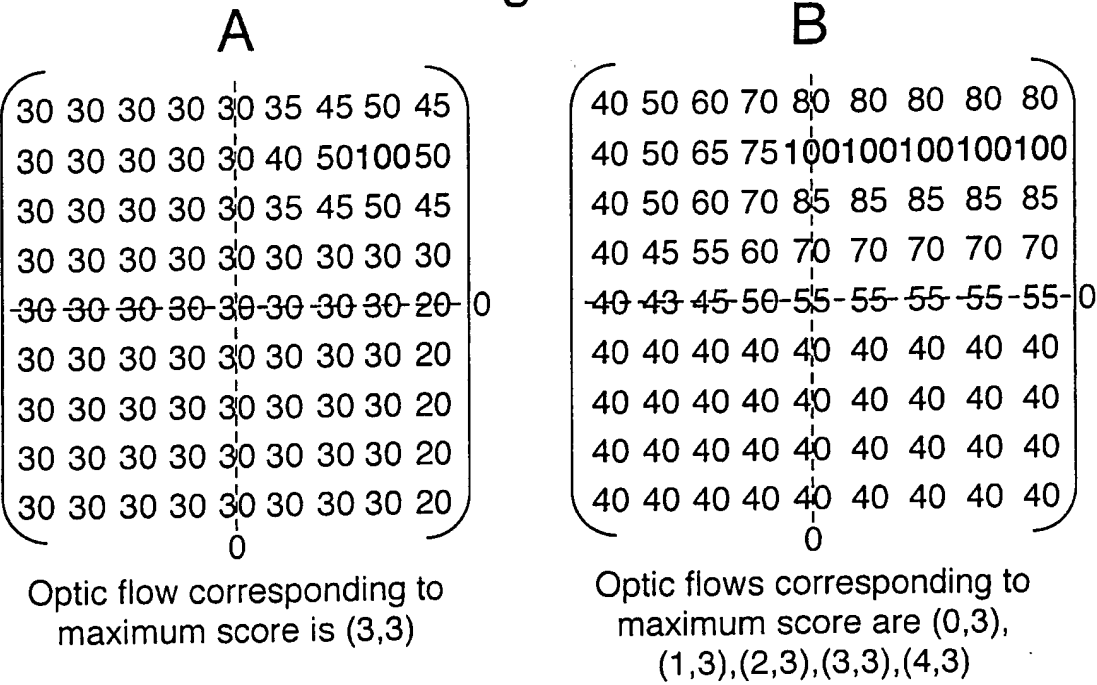 A
30 30 30 30 30 35 45 50 45
30 30 30 30 30 40 50 100 50
30 30 30 30 30 35 45 50 45
30 30 30 30 30 30 30 30 30
30 30 30 30 30 30 30 30 20 0
30 30 30 30 30 30 30 30 20
30 30 30 30 30 30 30 30 20
30 30 30 30 30 30 30 30 20
30 30 30 30 30 30 30 30 20
0
Optic flow corresponding to
maximum score is (3,3)
B
40 50 60 70 80 80 80 80 80
40 50 65 75 100 100 100 100 100
40 50 60 70 85 85 85 85 85
40 45 55 60 70 70 70 70 70
40 43 45 50 55 55 55 55 55 0
40 40 40 40 40 40 40 40 40
40 40 40 40 40 40 40 40 40
40 40 40 40 40 40 40 40 40
40 40 40 40 40 40 40 40 40
0
Optic flows corresponding to
maximum score are (0,3),
(1,3),(2,3),(3,3),(4,3)